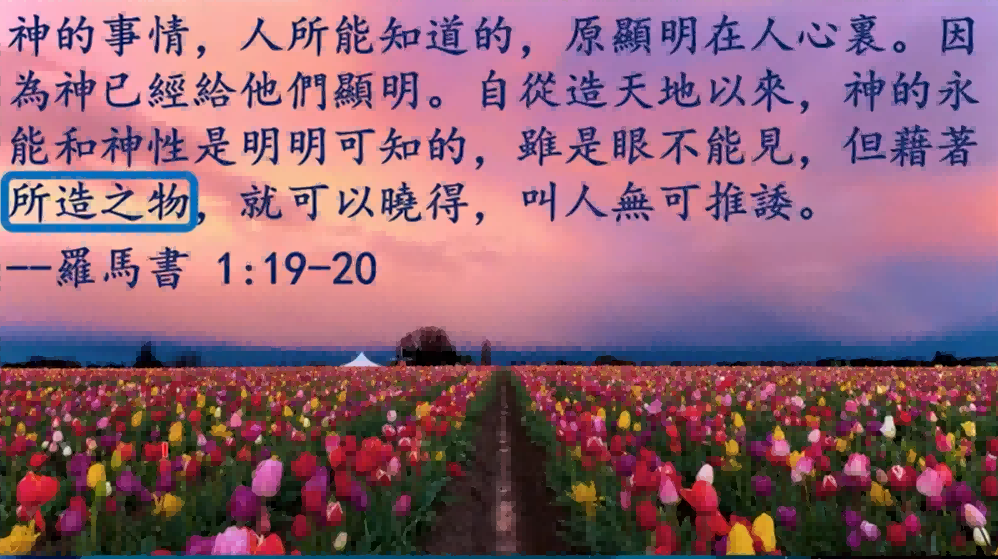 神的事情，人所能知道的，原顯明在人心裏。因
為神已經給他們顯明。自從造天地以來，神的永
能和神性是明明可知的，雖是眼不能見，但藉著
所造之物，就可以曉得，叫人無可推諉。
--羅馬書 1:19-20